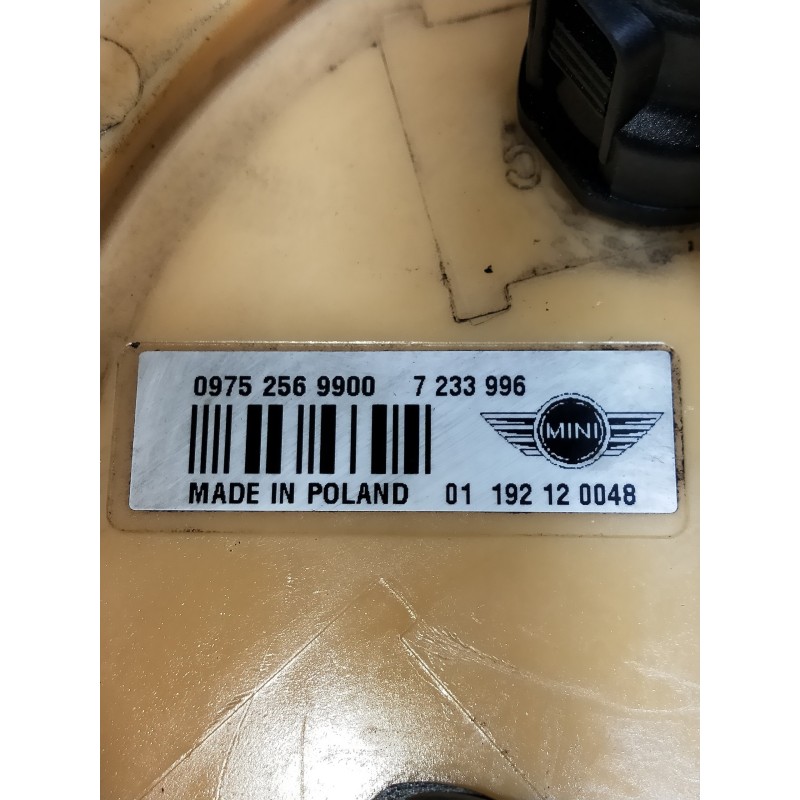 0975 256 9900 7 233 996
MINI
MADE IN POLAND 01 192 12 0048